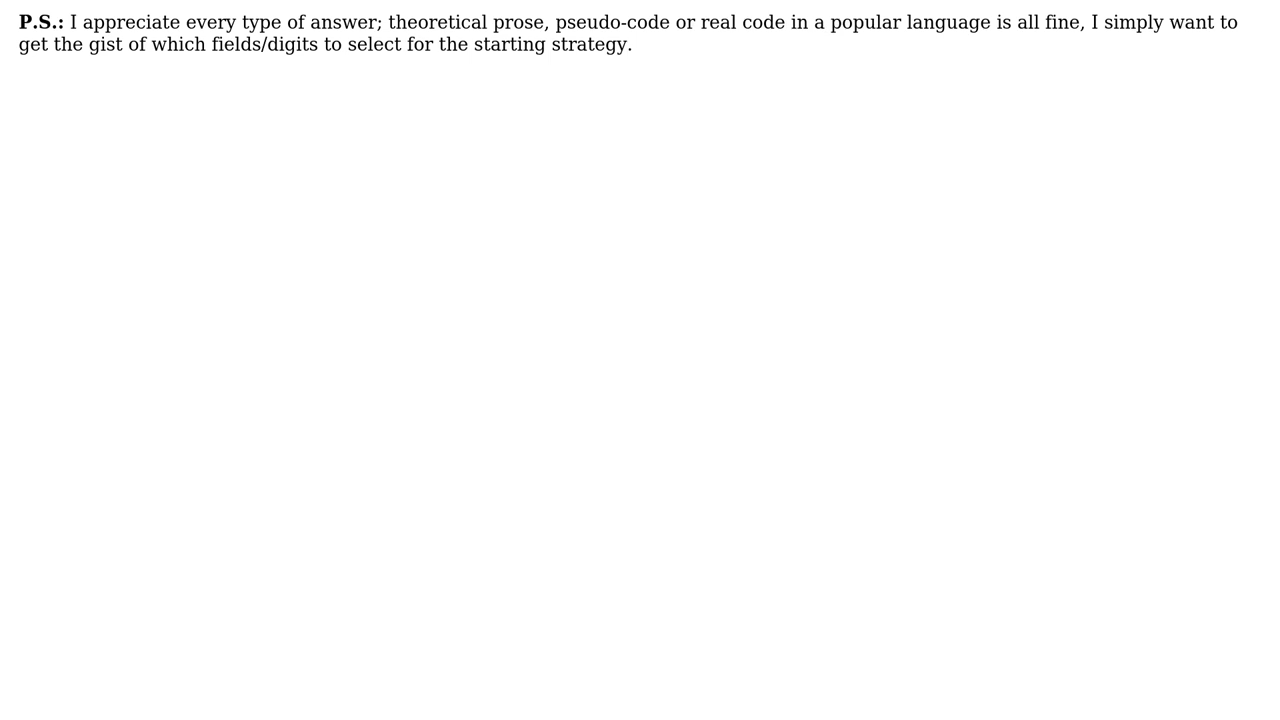 P.S.: I appreciate every type of answer; theoretical prose, pseudo-code or real code in a popular language is all fine, I simply want to
get the gist of which fields/digits to select for the starting strategy.